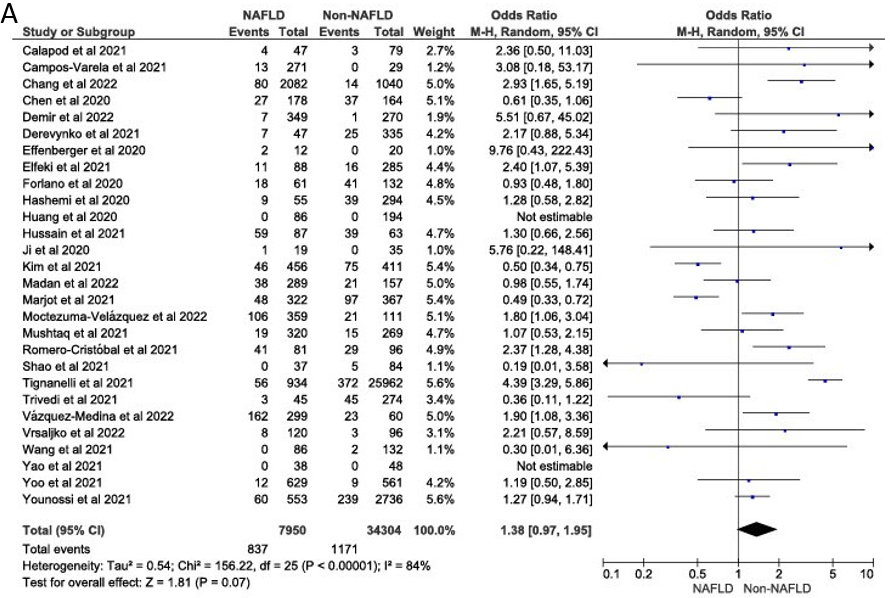 A
NAFLD Non-NAFLD Odds Ratio Odds Ratio
Study or Subgroup Events Total Events Total Weight M-H, Random, 95% CI M-H, Random, 95% CI
Calapod et al 2021 4 47 3 79 2.7% 2.36 [0.50, 11.03]
Campos-Varela et al 2021 13 271 0 29 1.2% 3.08 [0.18, 53.17]
Chang et al 2022 80 2082 14 1040 5.0% 2.93 [1.65, 5.19]
Chen et al 2020 27 178 37 164 5.1% 0.61 [0.35, 1.06]
Demir et al 2022 7 349 1 270 1.9% 5.51 [0.67, 45.02]
Derevynko et al 2021 7 47 25 335 4.1% 2.17 [0.88, 5.34]
Effenberger et al 2020 2 12 0 20 1.0% 9.76 [0.43, 222.43]
Elfeki et al 2021 11 88 16 285 4.4% 2.40 [1.07, 5.39]
Forlano et al 2020 18 61 41 132 4.8% 0.93 [0.48, 1.80]
Hashemi et al 2020 9 55 39 294 4.5% 1.28 [0.58, 2.82]
Huang et al 2020 0 86 0 194 Not estimable
Hussain et al 2021 59 87 39 63 4.7% 1.30 [0.66, 2.56]
Ji et al 2020 1 19 0 35 1.0% 5.76 [0.22, 148.41]
Kim et al 2021 46 456 75 411 5.4% 0.50 [0.34, 0.75]
Madan et al 2022 38 289 21 157 5.0% 0.98 [0.55, 1.74]
Marjot et al 2021 48 322 97 367 5.4% 0.49 [0.33, 0.72]
Moctezuma-Velázquez et al 2022 106 359 21 111 5.1% 1.80 [1.06, 3.04]
Mushtaq et al 2021 19 320 15 269 4.7% 1.07 [0.53, 2.15]
Romero-Cristóbal et al 2021 41 81 29 96 4.9% 2.37 [1.28, 4.38]
Shao et al 2021 0 37 5 84 1.1% 0.19 [0.01, 3.58]
Tignanelli et al 2021 56 934 372 25962 5.6% 4.39 [3.29, 5.86]
Trivedi et al 2021 3 45 45 274 3.4% 0.36 [0.11, 1.22]
Vázquez-Medina et al 2022 162 299 23 60 5.0% 1.90 [1.08, 3.36]
Vrsaljko et al 2022 8 120 3 96 3.1% 2.21 [0.57, 8.59]
Wang et al 2021 0 86 2 132 1.1% 0.30 [0.01, 6.36]
Yao et al 2021 0 38 0 48 Not estimable
Yoo et al 2021 12 629 9 561 4.2% 1.19 [0.50, 2.85]
Younossi et al 2021 60 553 239 2736 5.6% 1.27 [0.94, 1.71]
Total (95% CI) 7950 34304 100.0% 1.38 [0.97, 1.95]
Total events 837 1171
Heterogeneity: Tau² = 0.54; Chi² = 156.22, df = 25 (P < 0.00001); I² = 84%
Test for overall effect: Z = 1.81 (P = 0.07)
0.1 0.2 0.5 1 2 5 10
NAFLD Non-NAFLD